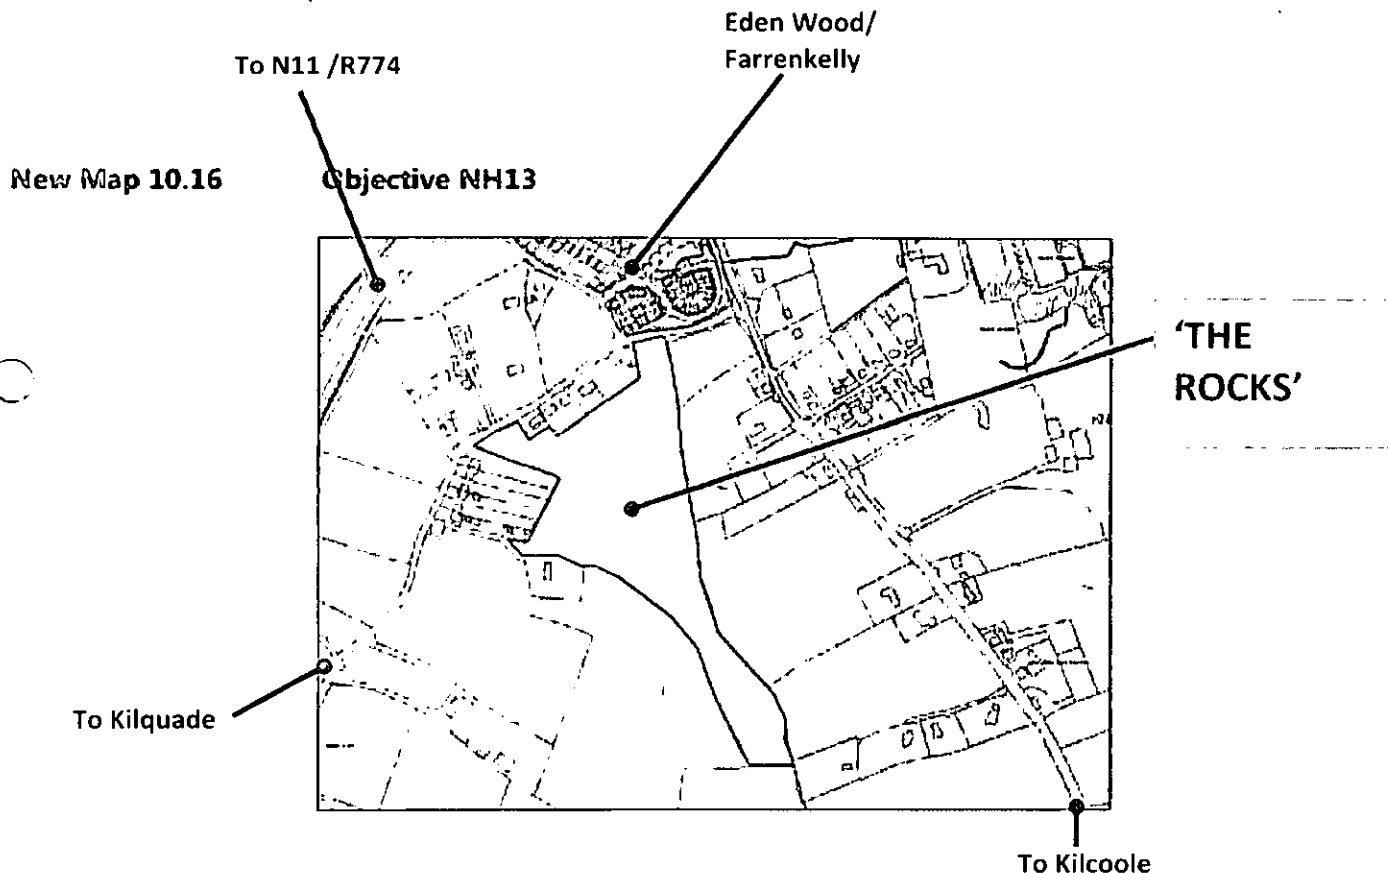 Eden Wood/
Farrenkelly
To N11 /R774
New Map 10.16 Objective NH13
'THE
ROCKS'
To Kilquade
To Kilcoole